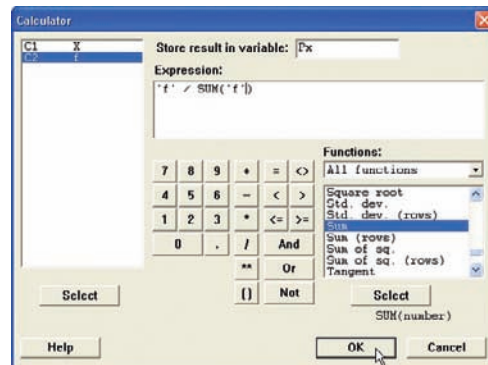 Calculator
C1 X
C2 f
Store result in variable: Px
Expression:
'f' / SUM('f')
Functions:
All functions
7 8 9 + = <>
4 5 6 - < >
1 2 3 * <= >=
0 . / And
** Or
() Not
Square root
Std. dev.
Std. dev. (rows)
Sum
Sum (rows)
Sum of sq.
Sum of sq. (rows)
Tangent
Select
Select
SUM(number)
Help
OK
Cancel